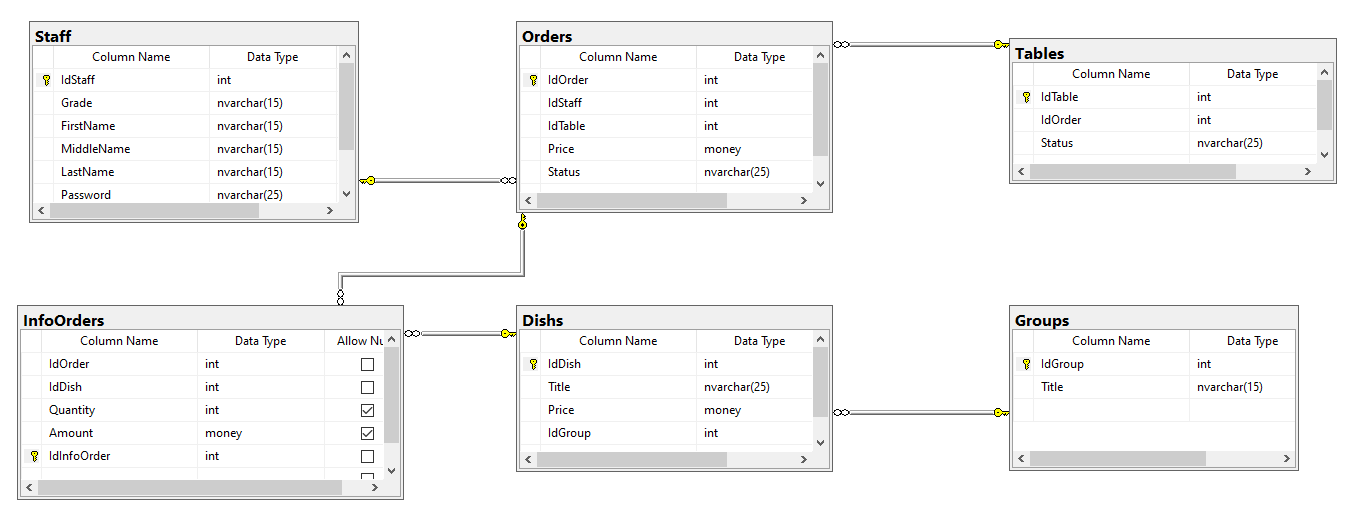 Staff
Column Name Data Type
IdStaff int
Grade nvarchar(15)
FirstName nvarchar(15)
MiddleName nvarchar(15)
LastName nvarchar(15)
Password nvarchar(25)
Orders
Column Name Data Type
IdOrder int
IdStaff int
IdTable int
Price money
Status nvarchar(25)
Tables
Column Name Data Type
IdTable int
IdOrder int
Status nvarchar(25)
InfoOrders
Column Name Data Type Allow Nu
IdOrder int
IdDish int
Quantity int
Amount money
IdInfoOrder int
Dishs
Column Name Data Type
IdDish int
Title nvarchar(25)
Price money
IdGroup int
Groups
Column Name Data Type
IdGroup int
Title nvarchar(15)